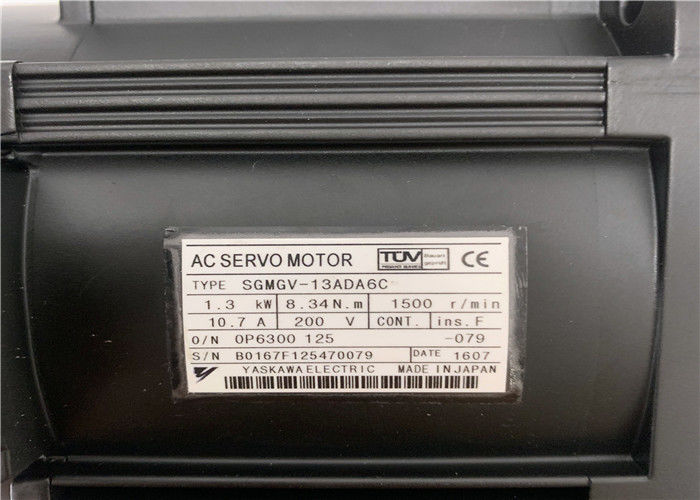 AC SERVO MOTOR TÜV CE
TYPE SGMGV-13ADA6C
1.3 kW 8.34N.m 1500 r/min
10.7 A 200 V CONT. ins.F
O/N 0P6300 125 -079
S/N B0167F125470079 DATE 1607
YASKAWA ELECTRIC MADE IN JAPAN